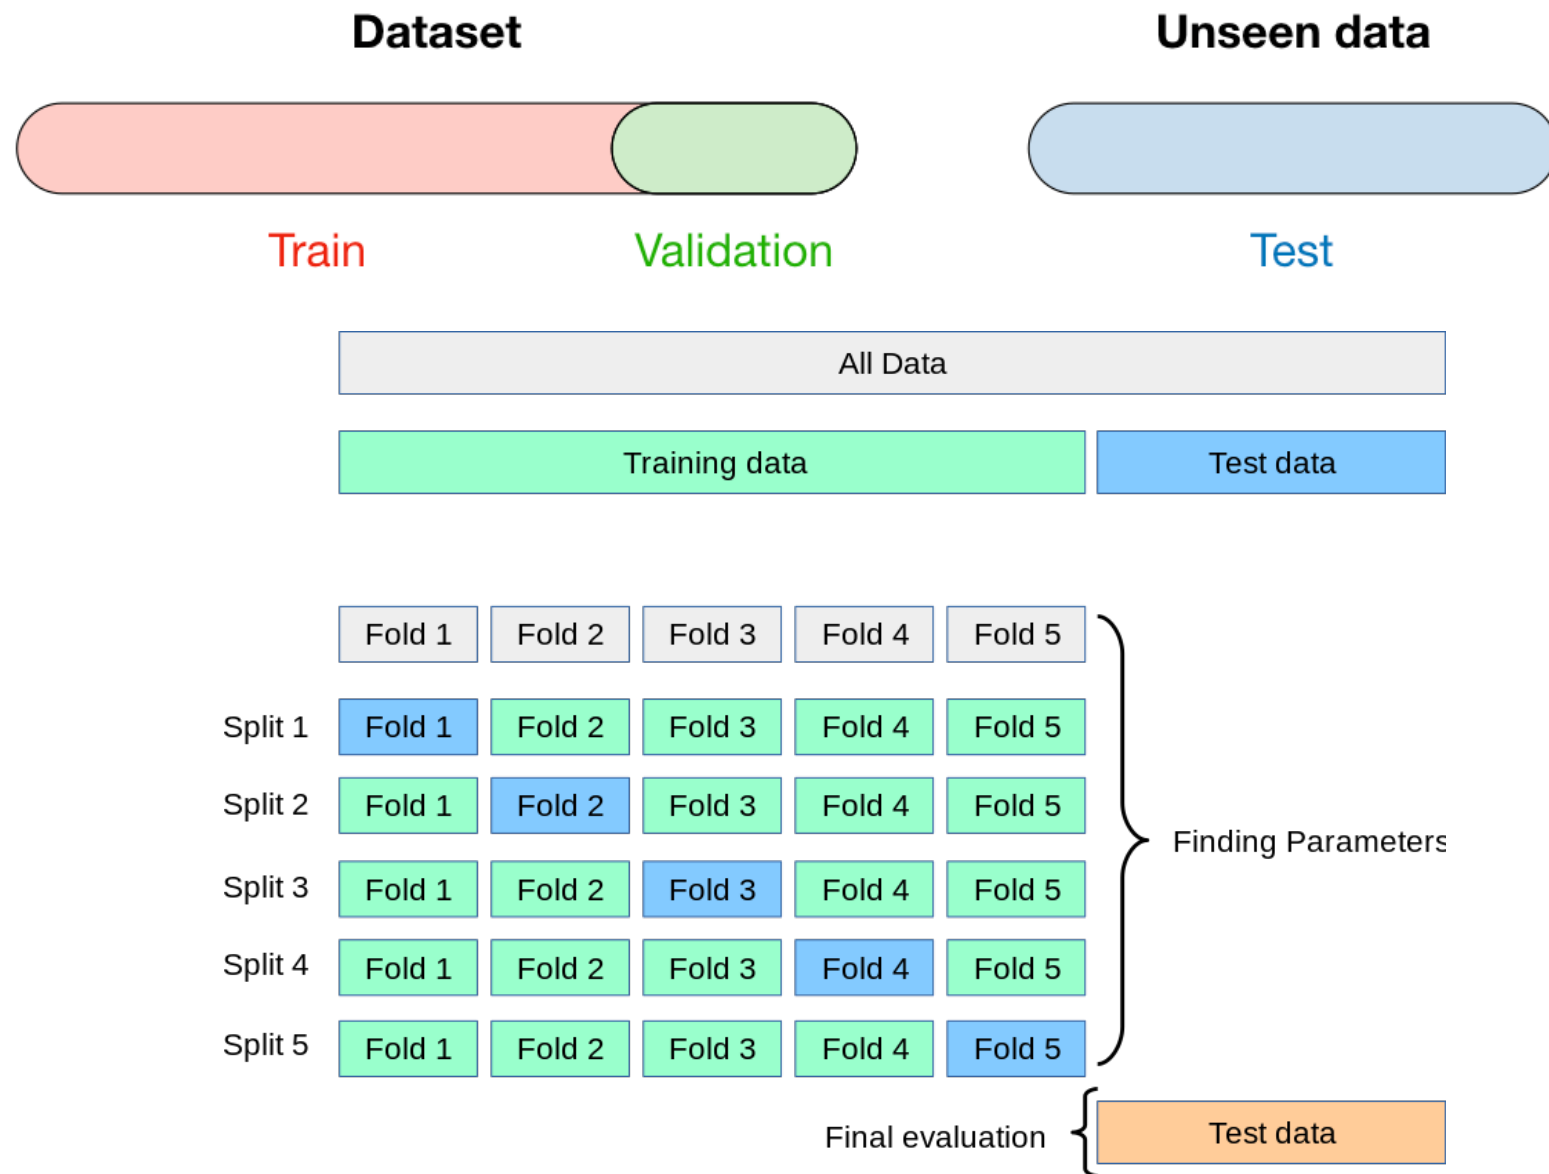 Dataset Unseen data
Train Validation Test
All Data
Training data Test data
Fold 1 Fold 2 Fold 3 Fold 4 Fold 5
Split 1 Fold 1 Fold 2 Fold 3 Fold 4 Fold 5
Split 2 Fold 1 Fold 2 Fold 3 Fold 4 Fold 5
Finding Parameters
Split 3 Fold 1 Fold 2 Fold 3 Fold 4 Fold 5
Split 4 Fold 1 Fold 2 Fold 3 Fold 4 Fold 5
Split 5 Fold 1 Fold 2 Fold 3 Fold 4 Fold 5
Final evaluation Test data